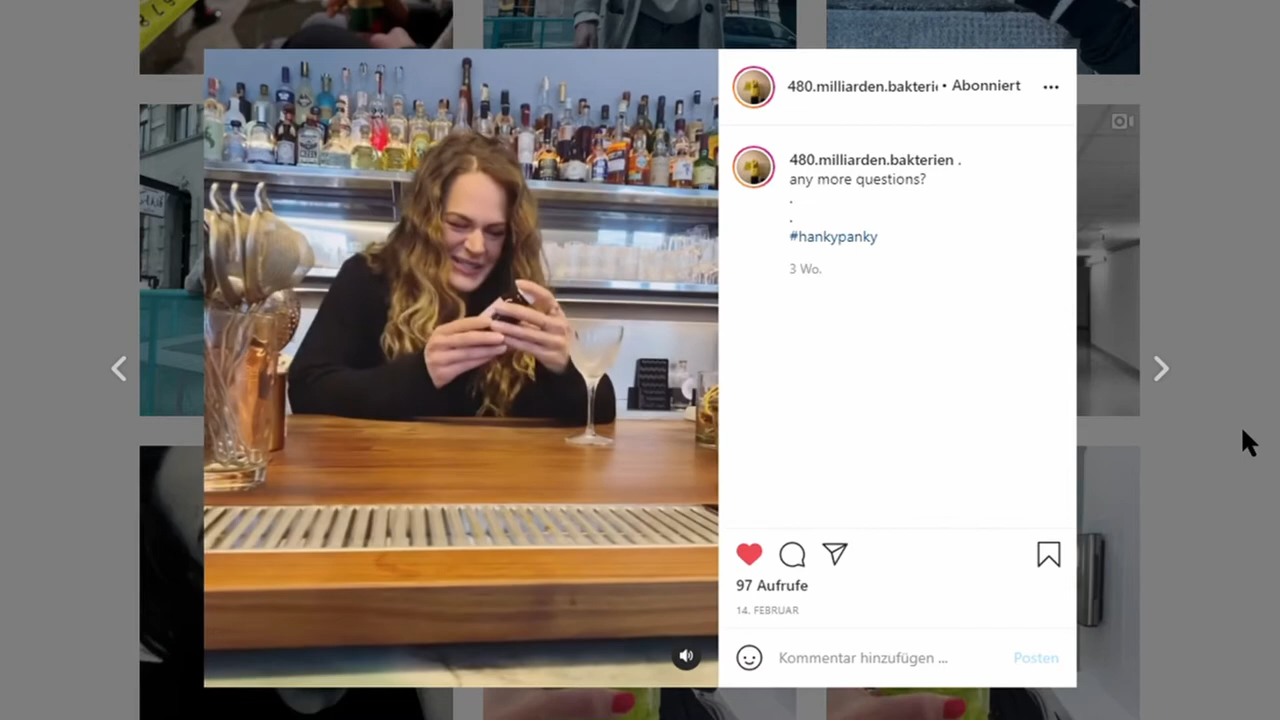 480.milliarden.bakteri • Abonniert
480.milliarden.bakterien .
any more questions?
.
.
#hankypanky
3 Wo.
97 Aufrufe
14. FEBRUAR
Kommentar hinzufügen ...
Posten